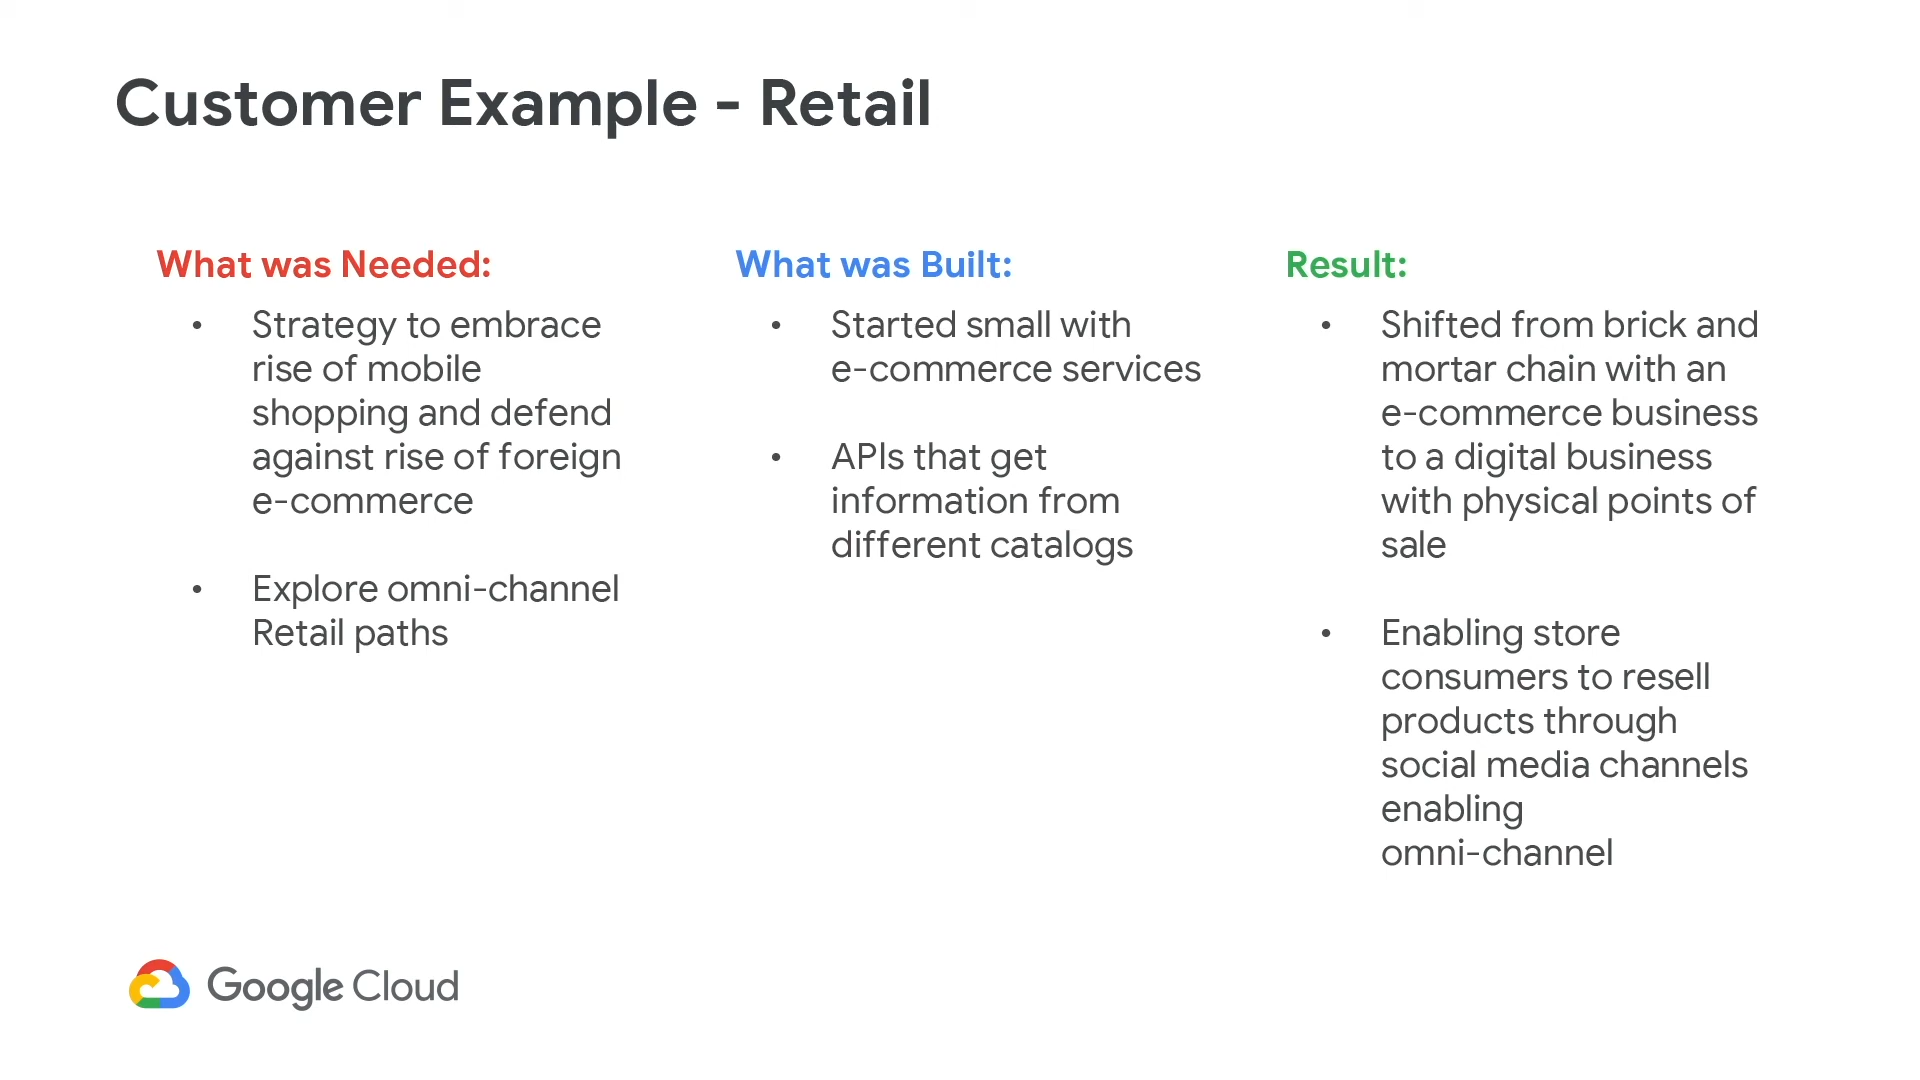 Customer Example - Retail
What was Needed:
• Strategy to embrace
rise of mobile
shopping and defend
against rise of foreign
e-commerce
• Explore omni-channel
Retail paths
What was Built:
• Started small with
e-commerce services
• APIs that get
information from
different catalogs
Result:
• Shifted from brick and
mortar chain with an
e-commerce business
to a digital business
with physical points of
sale
• Enabling store
consumers to resell
products through
social media channels
enabling
omni-channel
Google Cloud